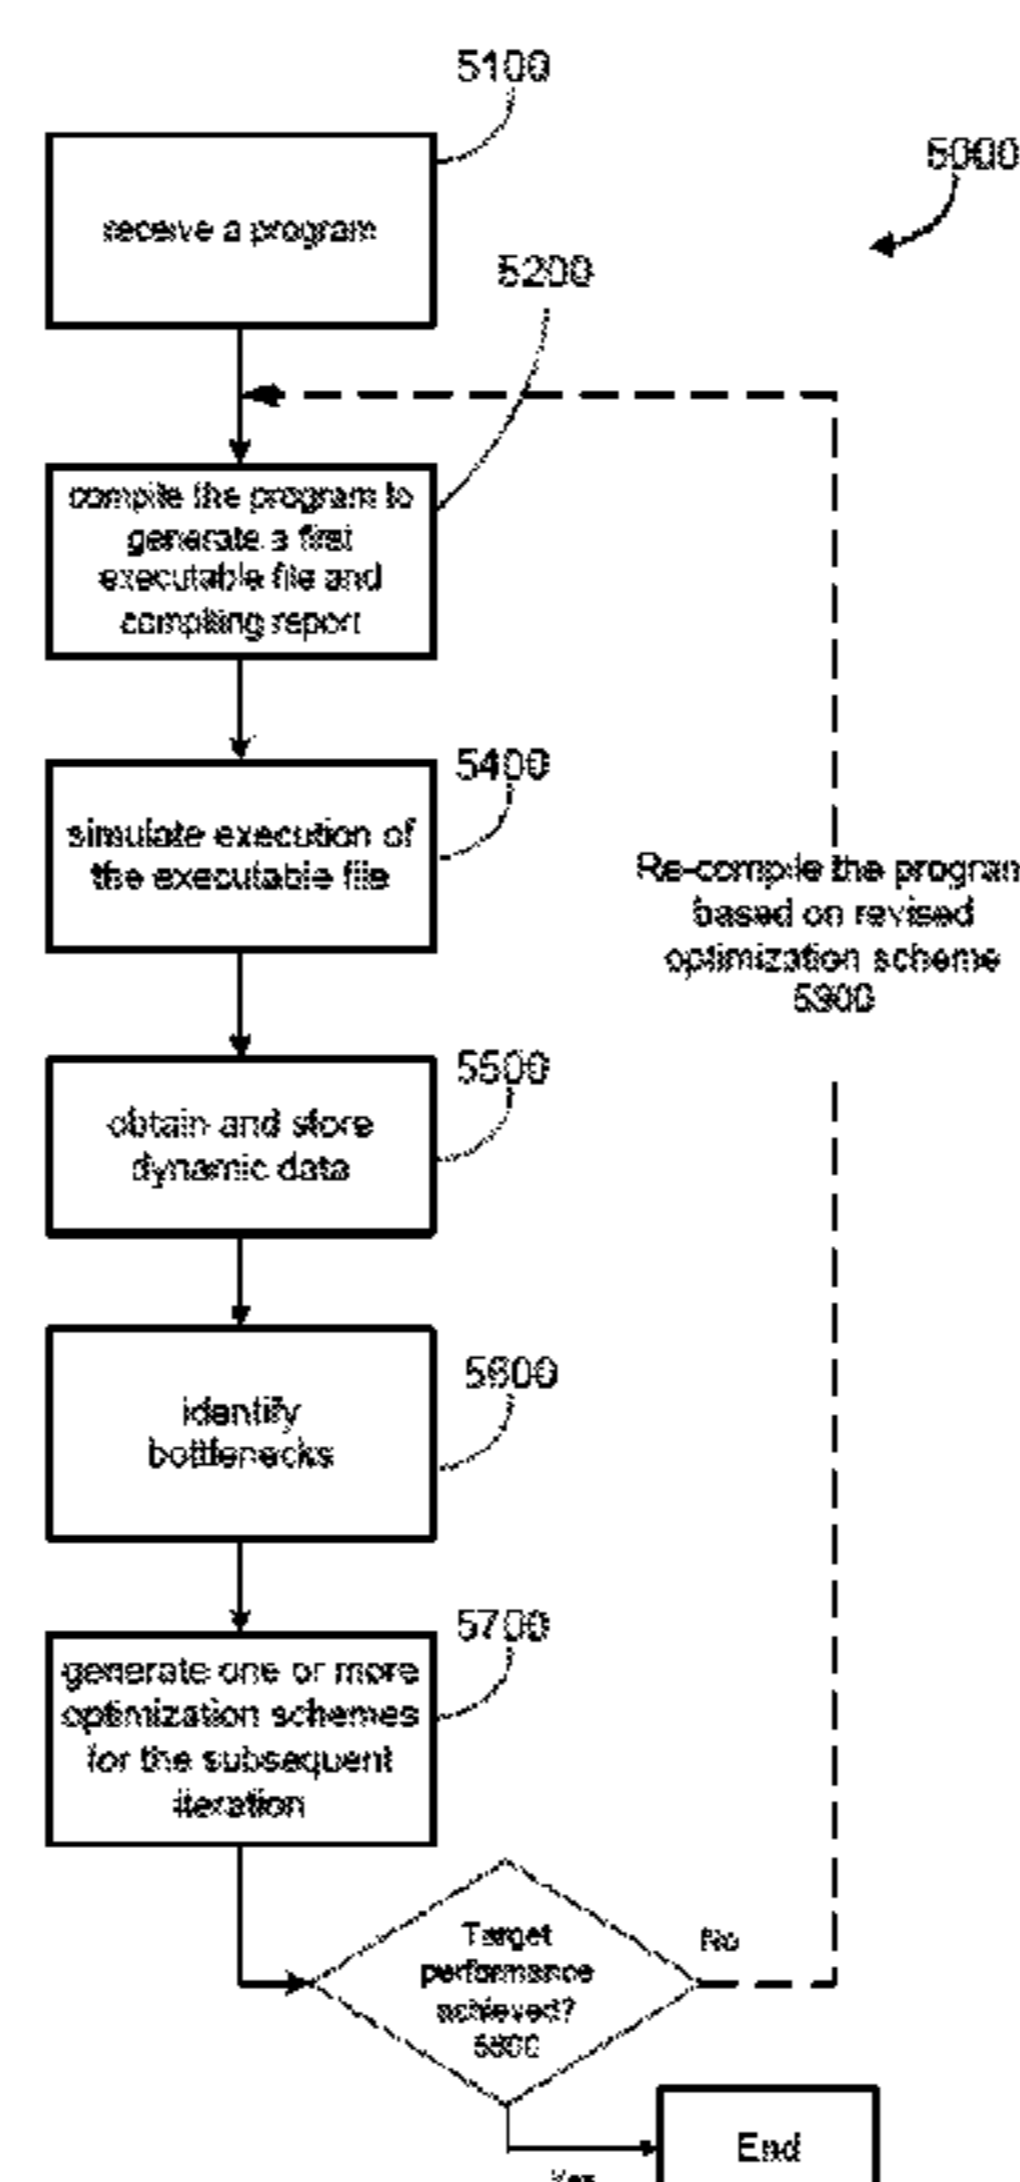 5100
5000
receive a program
5200
compile the program to
generate a first
executable file and
compiling report
5400
simulate execution of
the executable file
Re-compile the program
based on revised
optimization scheme
5900
5500
obtain and store
dynamic data
5600
identify
bottlenecks
5700
generate one or more
optimization schemes
for the subsequent
iteration
Target
performance
achieved?
5800
No
End
Yes